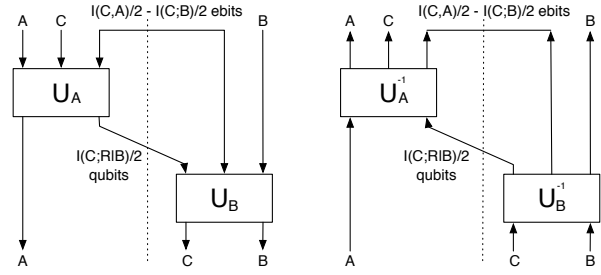 I(C,A)/2 - I(C;B)/2 ebits
A C B
U_A
I(C;R|B)/2
qubits
U_B
A C B
I(C,A)/2 - I(C;B)/2 ebits
A C B
U_A^-1
I(C;R|B)/2
qubits
U_B^-1
A C B